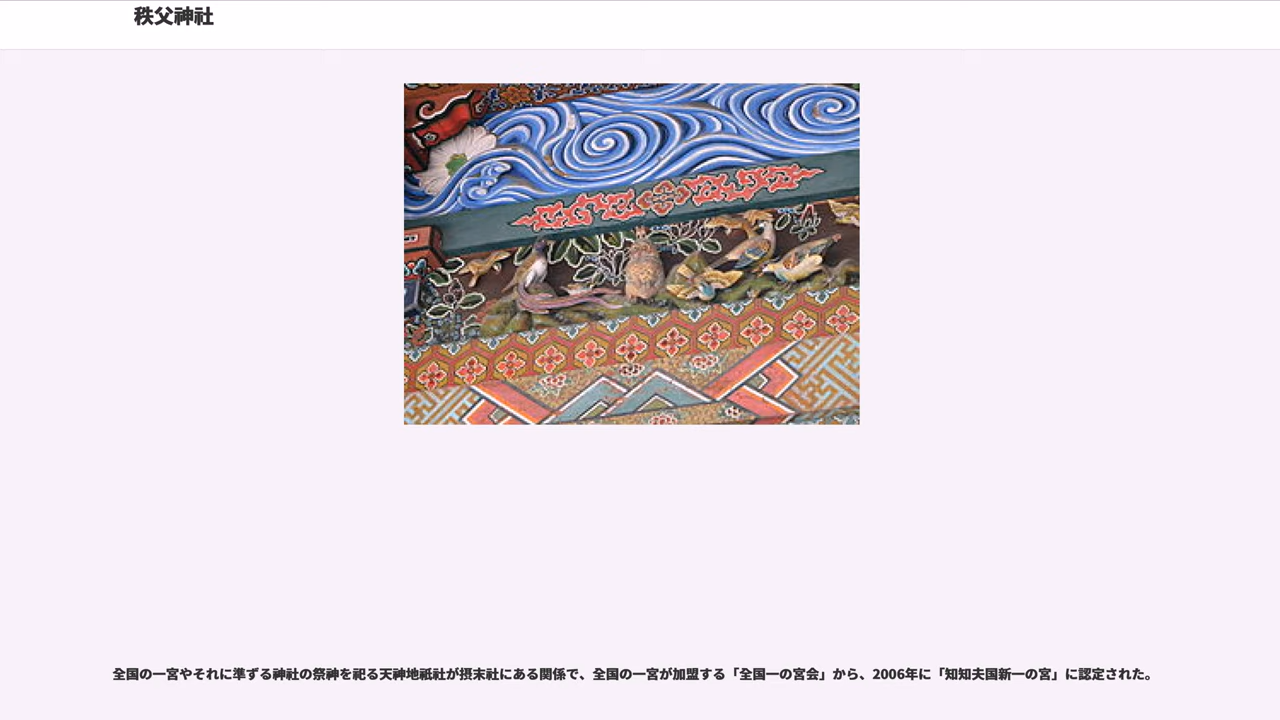 秩父神社
全国の一宮やそれに準ずる神社の祭神を祀る天神地祇社が摂末社にある関係で、全国の一宮が加盟する「全国一の宮会」から、2006年に「知知夫国新一の宮」に認定された。